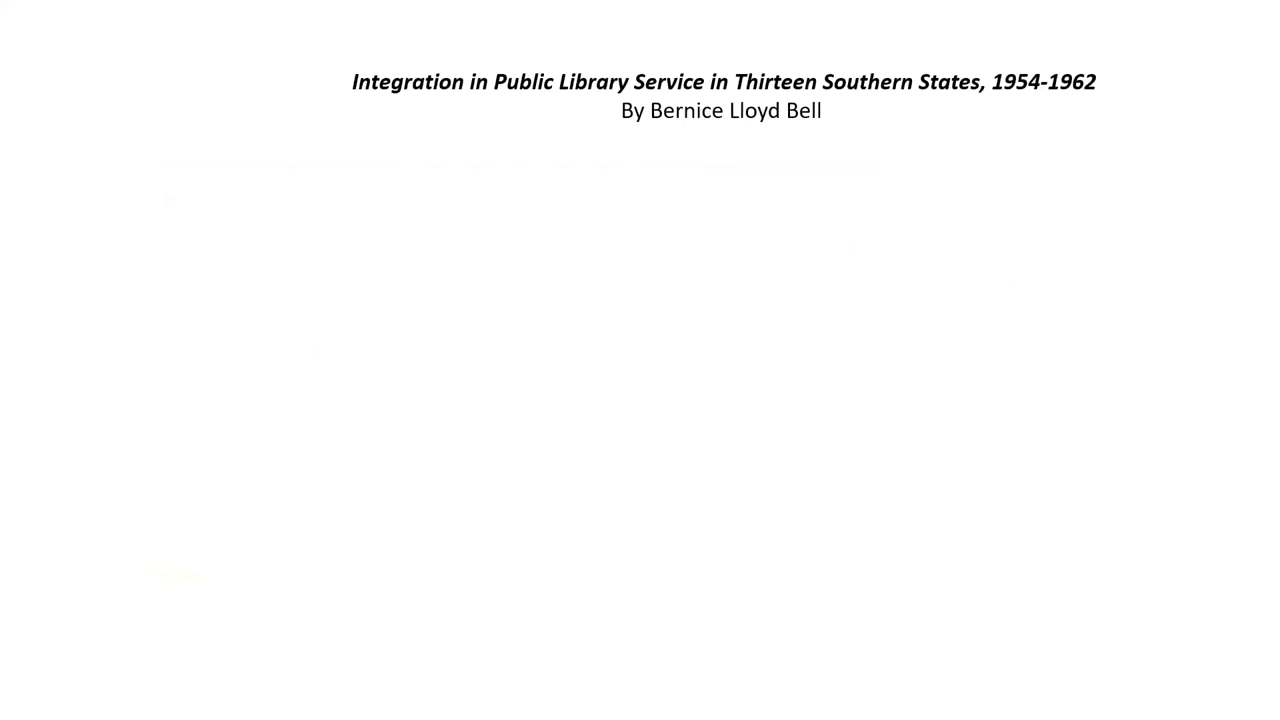 Integration in Public Library Service in Thirteen Southern States, 1954-1962
By Bernice Lloyd Bell